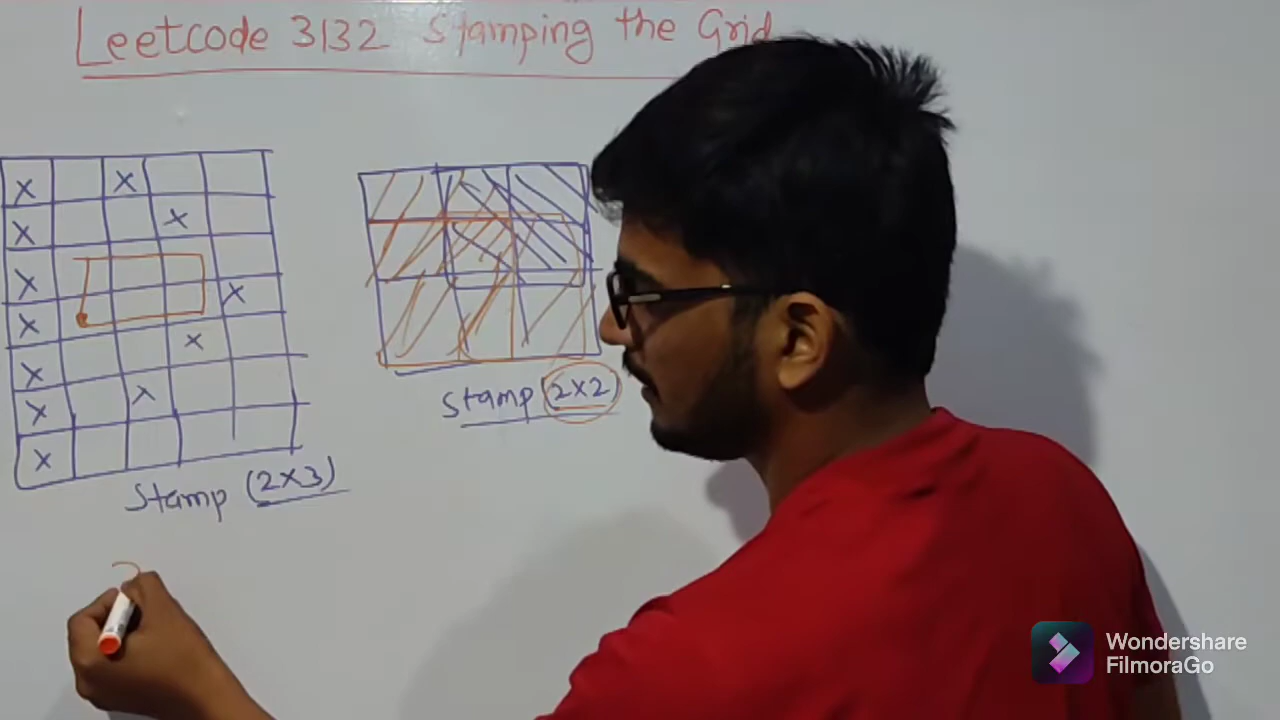 Leetcode 3132 Stamping the Grid
X X
X X
X X
X X
X X
X X
X
Stamp (2X2)
Stamp (2X3)
Wondershare
FilmoraGo